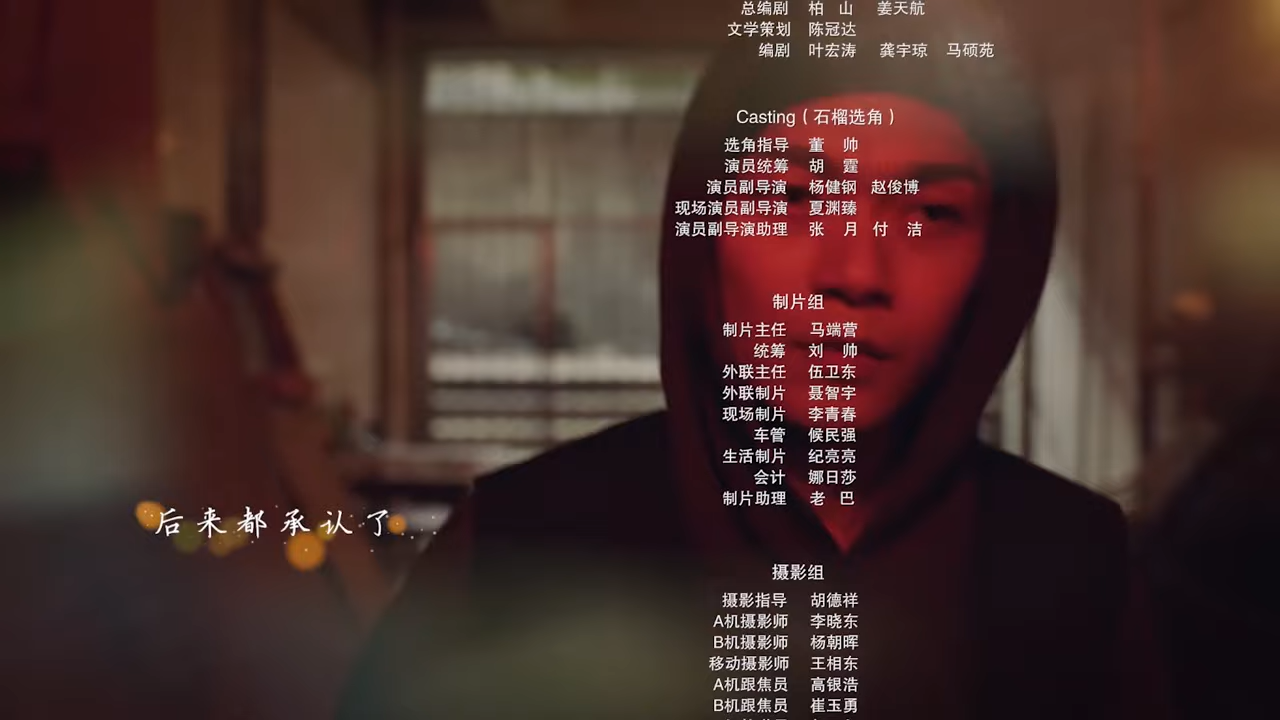 总编剧 柏 山 姜天航
文学策划 陈冠达
编剧 叶宏涛 龚宇琼 马硕苑
Casting(石榴选角)
选角指导 董 帅
演员统筹 胡 霆
演员副导演 杨健钢 赵俊博
现场演员副导演 夏渊臻
演员副导演助理 张 月 付 洁
制片组
制片主任 马端营
统筹 刘 帅
外联主任 伍卫东
外联制片 聂智宇
现场制片 李青春
车管 候民强
生活制片 纪亮亮
会计 娜日莎
制片助理 老 巴
后来都承认了
摄影组
摄影指导 胡德祥
A机摄影师 李晓东
B机摄影师 杨朝晖
移动摄影师 王相东
A机跟焦员 高银浩
B机跟焦员 崔玉勇